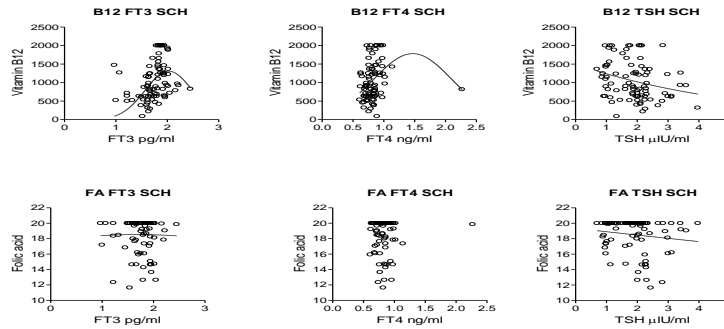 B12 FT3 SCH
Vitamin B12
2500
2000
1500
1000
500
0
0 1 2 3
FT3 pg/ml
B12 FT4 SCH
Vitamin B12
2500
2000
1500
1000
500
0
0.0 0.5 1.0 1.5 2.0 2.5
FT4 ng/ml
B12 TSH SCH
Vitamin B12
2500
2000
1500
1000
500
0
0 1 2 3 4
TSH µIU/ml
FA FT3 SCH
Folic acid
22
20
18
16
14
12
10
0 1 2 3
FT3 pg/ml
FA FT4 SCH
Folic acid
22
20
18
16
14
12
10
0.0 0.5 1.0 1.5 2.0 2.5
FT4 ng/ml
FA TSH SCH
Folic acid
22
20
18
16
14
12
10
0 1 2 3 4
TSH µIU/ml